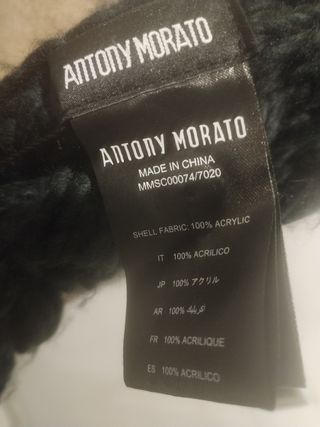 ANTONY MORATO
ANTONY MORATO
MADE IN CHINA
MMSC00074/7020
SHELL FABRIC: 100% ACRYLIC
IT 100% ACRILICO
JP 100% アクリル
AR 100%
FR 100% ACRILIQUE
ES 100% ACRILICO